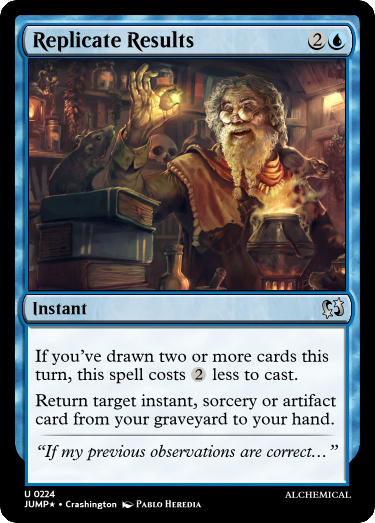 Replicate Results 2
Instant
If you've drawn two or more cards this
turn, this spell costs 2 less to cast.
Return target instant, sorcery or artifact
card from your graveyard to your hand.
"If my previous observations are correct…"
U 0224 ALCHEMICAL
JUMP★ • Crashington Pablo Heredia